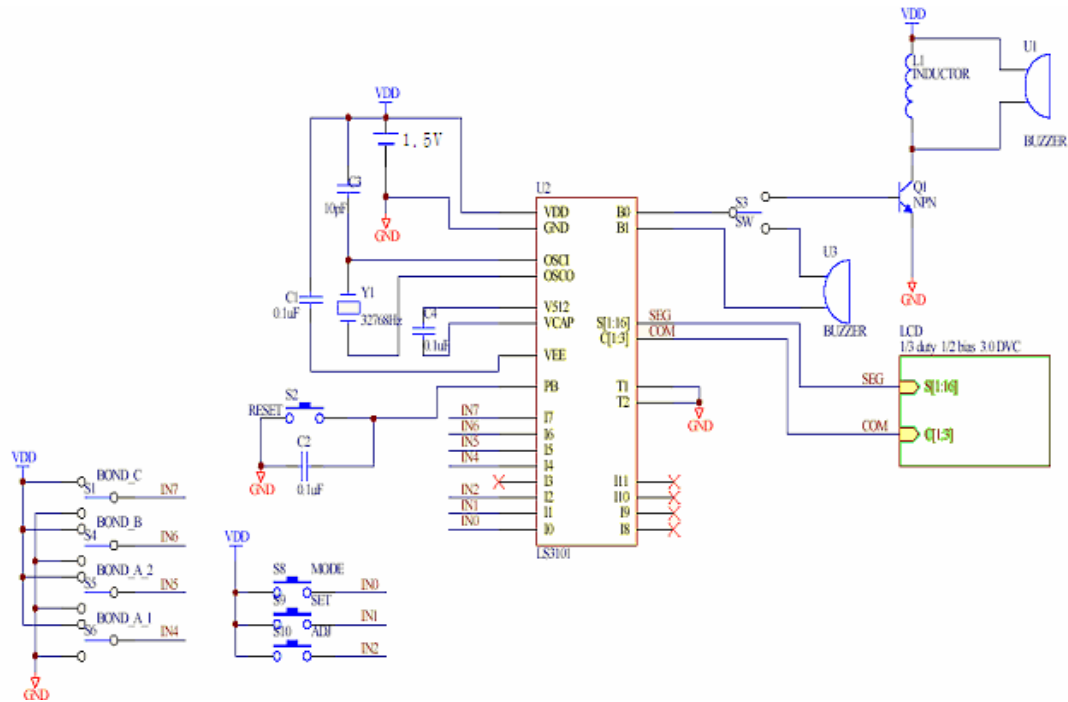 VDD
L1
INDUCTOR
U1
BUZZER
Q1
NPN
GND
VDD
1.5V
C3
10pF
GND
C1
0.1uF
Y1
32768Hz
C4
0.1uF
U2
VDD
GND
OSCI
OSCO
V512
VCAP
VEE
PB
I7
I6
I5
I4
I3
I2
I1
I0
B0
B1
S[1:16]
C[1:3]
T1
T2
I11
I10
I9
I8
LS3101
S3
SW
U3
BUZZER
SEG
COM
GND
LCD
1/3 duty 1/2 bias 3.0 DVC
SEG
S[1:16]
COM
C[1;3]
S2
RESET
C2
0.1uF
GND
IN7
IN6
IN5
IN4
IN2
IN1
IN0
VDD
BOND_C
S1
IN7
BOND_B
S4
IN6
BOND_A_2
S5
IN5
BOND_A_1
S6
IN4
GND
VDD
S8 MODE
IN0
S9 SET
IN1
S10 ADJ
IN2